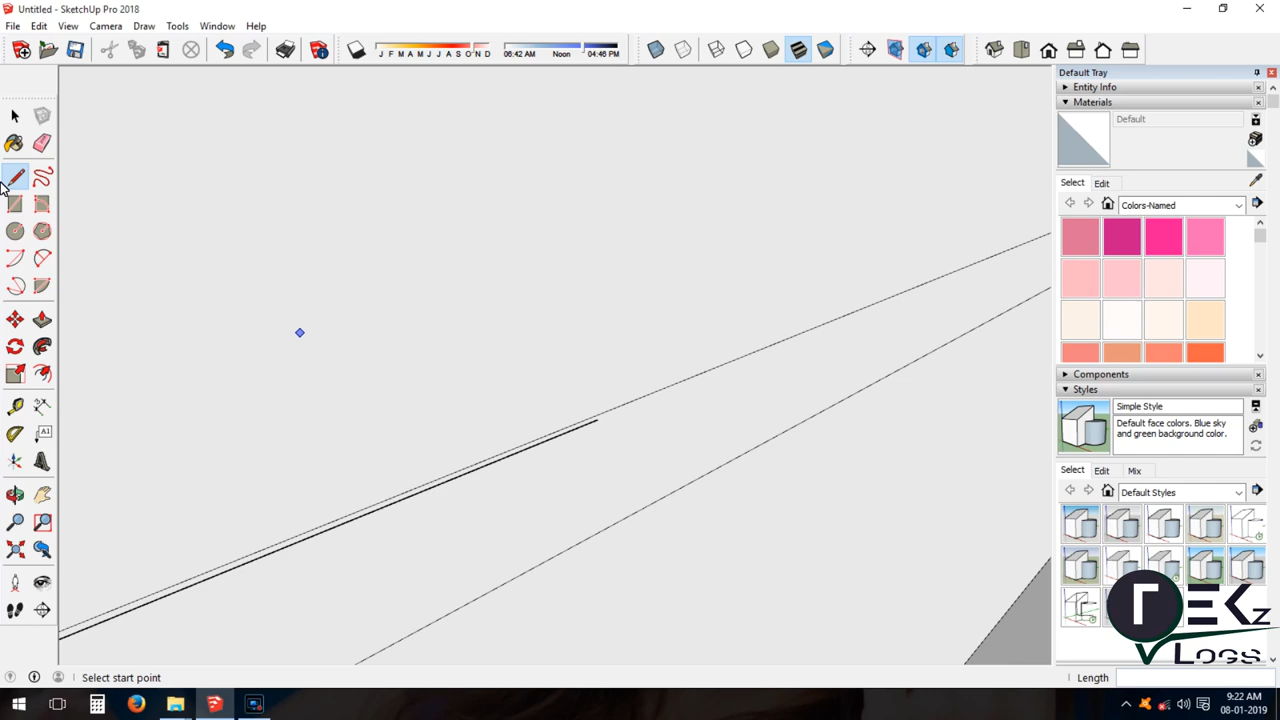 Untitled - SketchUp Pro 2018
File Edit View Camera Draw Tools Window Help
J F M A M J J A S O N D
06:42 AM Noon 04:46 PM
Default Tray
Entity Info
Materials
Default
Select Edit
Colors-Named
Components
Styles
Simple Style
Default face colors. Blue sky
and green background color.
Select Edit Mix
Default Styles
A1
TEKz
Logs
Select start point
Length
9:22 AM
08-01-2019